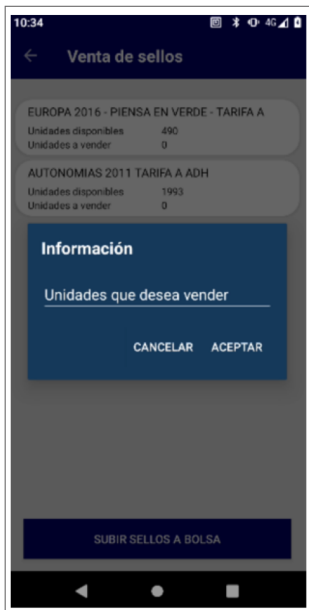 10:34
4G
Venta de sellos
EUROPA 2016 - PIENSA EN VERDE - TARIFA A
Unidades disponibles 490
Unidades a vender 0
AUTONOMIAS 2011 TARIFA A ADH
Unidades disponibles 1993
Unidades a vender 0
Información
Unidades que desea vender
CANCELAR ACEPTAR
SUBIR SELLOS A BOLSA